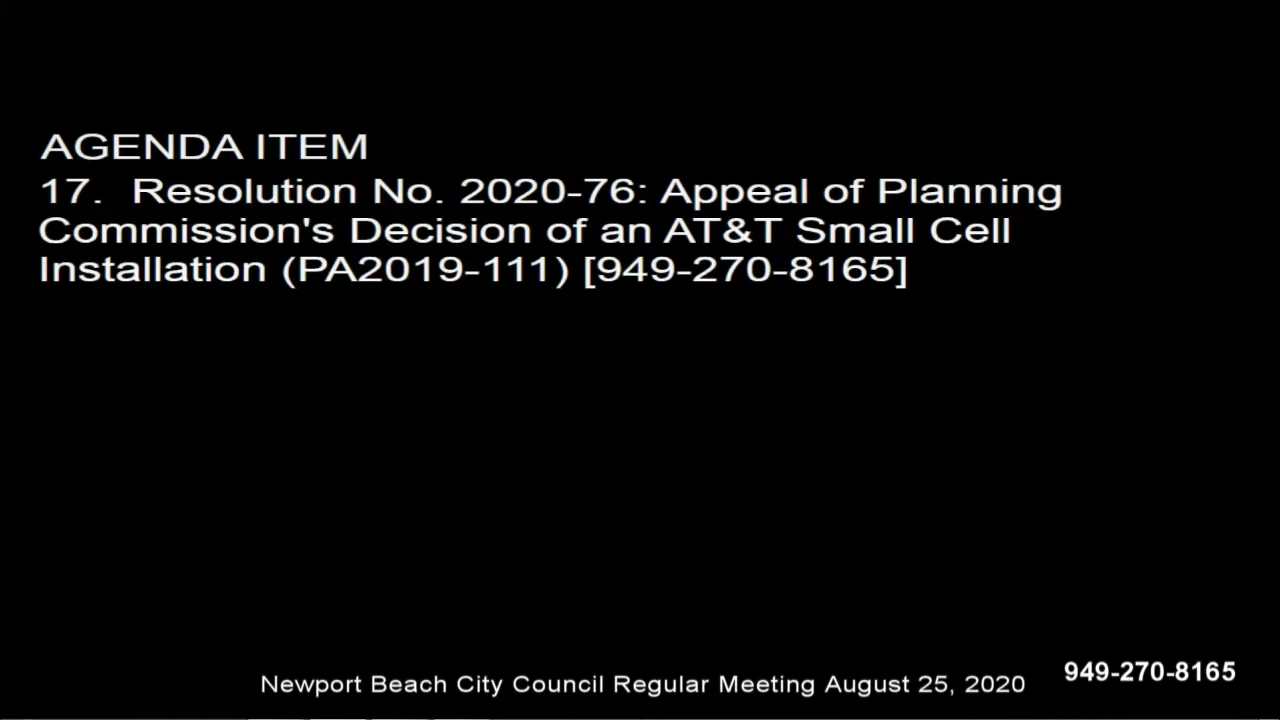 AGENDA ITEM
17. Resolution No. 2020-76: Appeal of Planning
Commission's Decision of an AT&T Small Cell
Installation (PA2019-111) [949-270-8165]
Newport Beach City Council Regular Meeting August 25, 2020
949-270-8165